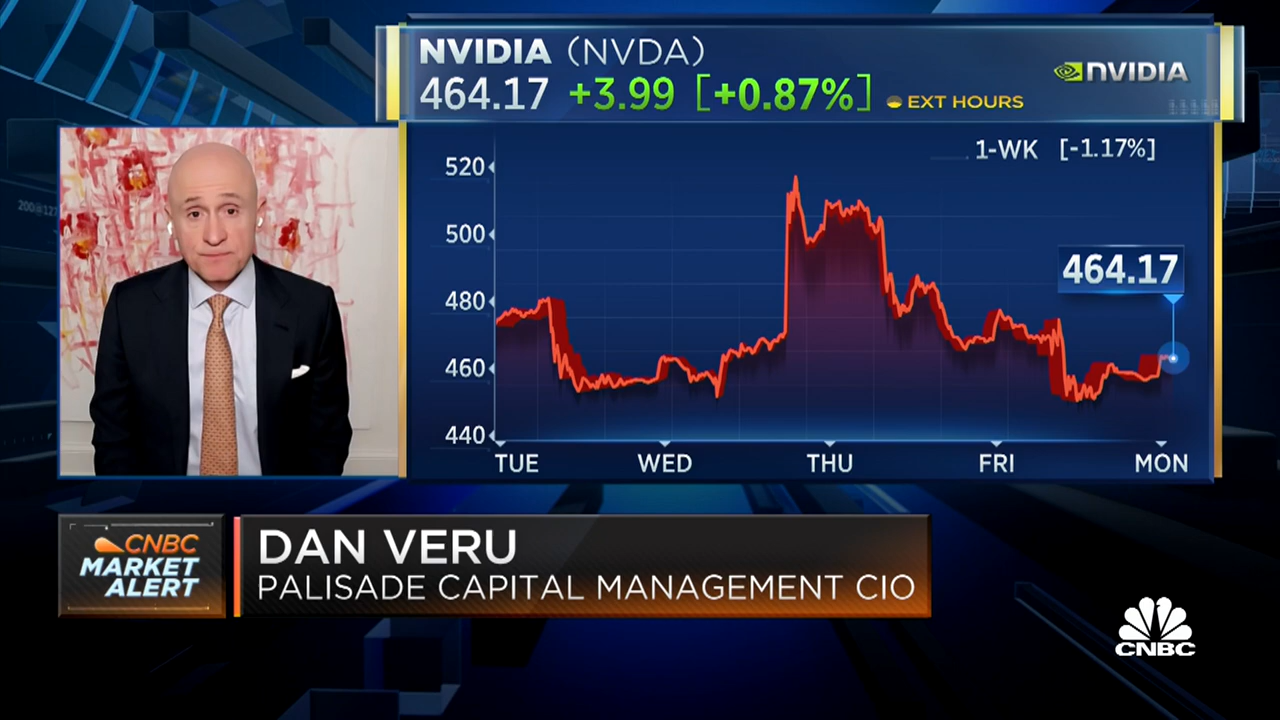 NVIDIA (NVDA)
464.17 +3.99 [+0.87%] EXT HOURS
NVIDIA
1-WK [-1.17%]
520
500
480
460
440
464.17
TUE WED THU FRI MON
CNBC
MARKET
ALERT
DAN VERU
PALISADE CAPITAL MANAGEMENT CIO
CNBC